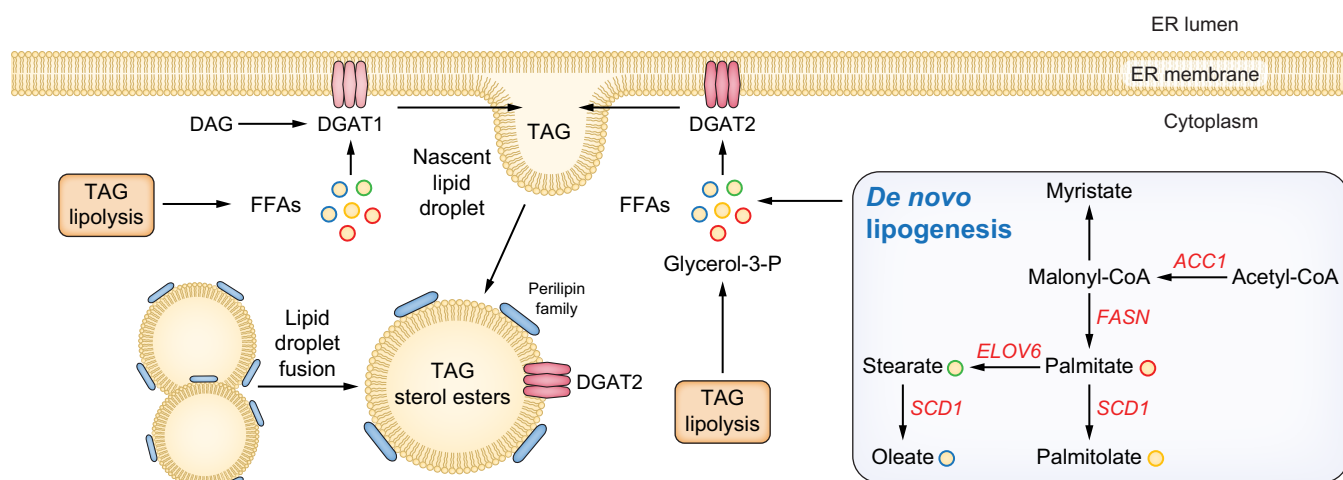 ER lumen
ER membrane
Cytoplasm
DAG
DGAT1
TAG
DGAT2
Nascent
lipid
droplet
TAG
lipolysis
FFAs
FFAs
Glycerol-3-P
De novo
lipogenesis
Myristate
Malonyl-CoA
ACC1
Acetyl-CoA
FASN
Stearate
ELOV6
Palmitate
SCD1
SCD1
Oleate
Palmitolate
Lipid
droplet
fusion
Perilipin
family
TAG
sterol esters
DGAT2
TAG
lipolysis